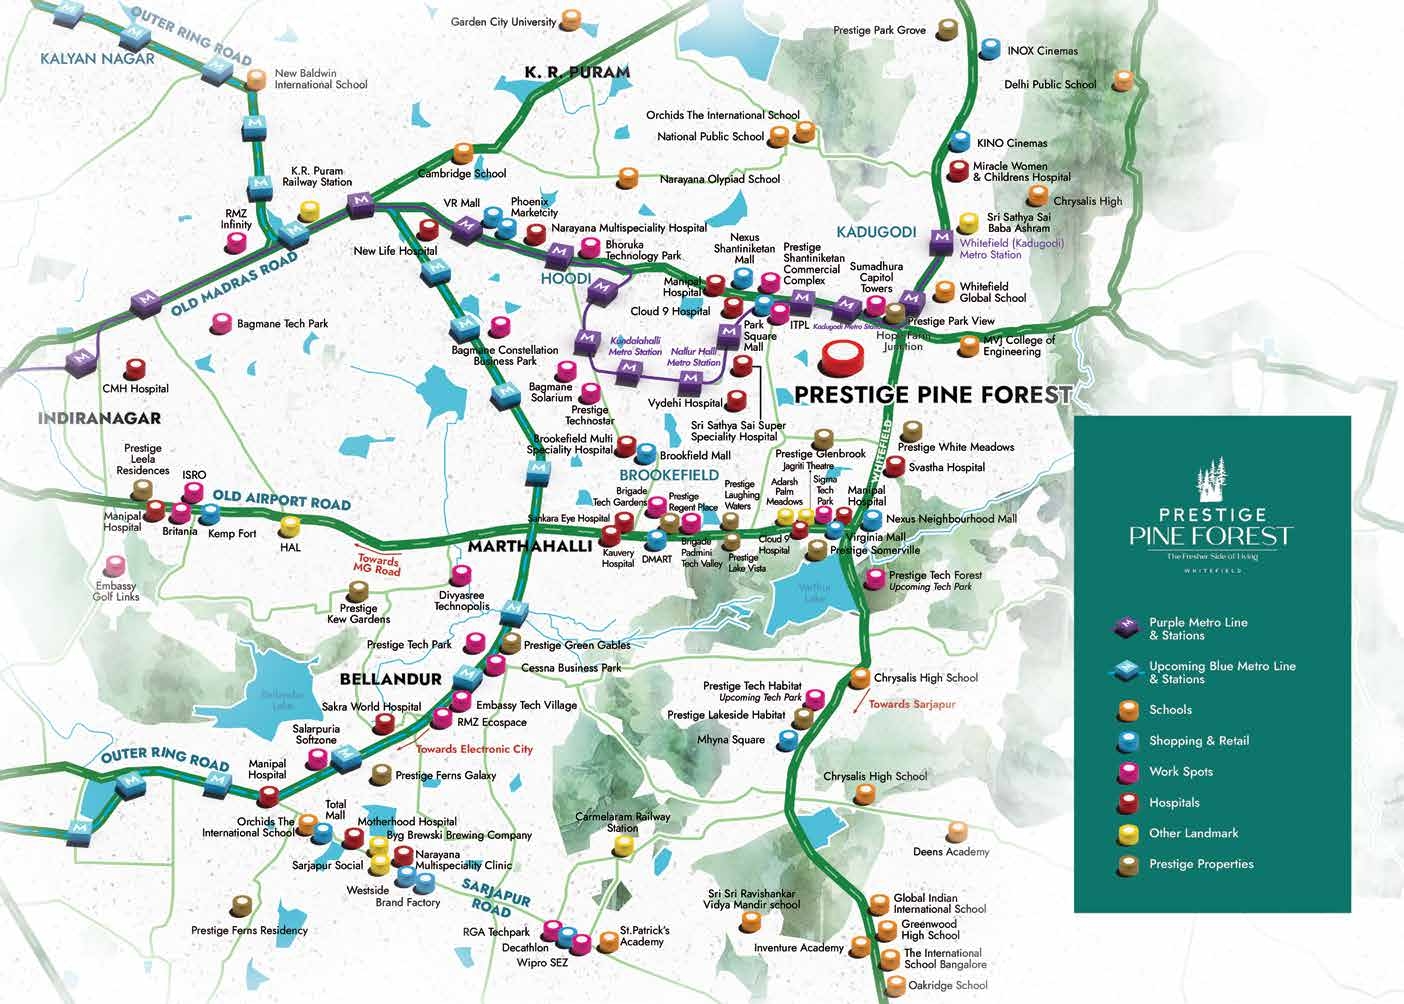 OUTER RING ROAD
KALYAN NAGAR
New Baldwin
International School
Garden City University
K. R. PURAM
Prestige Park Grove
INOX Cinemas
Delhi Public School
Orchids The International School
National Public School
KINO Cinemas
Miracle Women
& Childrens Hospital
Cambridge School
Narayana Olypiad School
Chrysalis High
K.R. Puram
Railway Station
VR Mall
Phoenix
Marketcity
RMZ
Infinity
New Life Hospital
Narayana Multispeciality Hospital
Bhoruka
Technology Park
Nexus
Shantiniketan
Mall
Prestige
Shantiniketan
Commercial
Complex
KADUGODI
Sri Sathya Sai
Baba Ashram
Whitefield (Kadugodi)
Metro Station
Sumadhura
Capitol
Towers
OLD MADRAS ROAD
HOODI
Manipal
Hospital
Whitefield
Global School
Cloud 9 Hospital
Bagmane Tech Park
Park
Square
Mall
ITPL
Kadugodi Metro Station
Prestige Park View
Hope Farm
Junction
MVJ College of
Engineering
Bagmane Constellation
Business Park
Kundalahalli
Metro Station
Nallur Halli
Metro Station
CMH Hospital
Bagmane
Solarium
Prestige
Technostar
Vydehi Hospital
PRESTIGE PINE FOREST
INDIRANAGAR
Sri Sathya Sai Super
Speciality Hospital
WHITEFIELD
Prestige
Leela
Residences
Brookefield Multi
Speciality Hospital
Brookfield Mall
Prestige Glenbrook
Prestige White Meadows
Jagriti Theatre
Svastha Hospital
ISRO
BROOKEFIELD
OLD AIRPORT ROAD
Brigade
Tech Gardens
Prestige
Regent Place
Prestige
Laughing
Waters
Adarsh
Palm
Meadows
Sigma
Tech
Park
Manipal
Hospital
Manipal
Hospital
Britania
Kemp Fort
HAL
Sankara Eye Hospital
Nexus Neighbourhood Mall
MARTHAHALLI
Kauvery
Hospital
DMART
Brigade
Padmini
Tech Valley
Prestige
Lake Vista
Cloud 9
Hospital
Virginia Mall
Prestige Somerville
Towards
MG Road
Embassy
Golf Links
Prestige
Kew Gardens
Divyasree
Technopolis
Varthur
Lake
Prestige Tech Forest
Upcoming Tech Park
Prestige Tech Park
Prestige Green Gables
Cessna Business Park
BELLANDUR
Bellandur
Lake
Sakra World Hospital
Embassy Tech Village
RMZ Ecospace
Towards Electronic City
Prestige Tech Habitat
Upcoming Tech Park
Chrysalis High School
Towards Sarjapur
Prestige Lakeside Habitat
Mhyna Square
Salarpuria
Softzone
OUTER RING ROAD
Manipal
Hospital
Prestige Ferns Galaxy
Chrysalis High School
Total
Mall
Orchids The
International School
Motherhood Hospital
Byg Brewski Brewing Company
Carmelaram Railway
Station
Deens Academy
Sarjapur Social
Narayana
Multispeciality Clinic
Westside
Brand Factory
SARJAPUR
ROAD
Sri Sri Ravishankar
Vidya Mandir school
Global Indian
International School
Prestige Ferns Residency
RGA Techpark
Decathlon
Wipro SEZ
St.Patrick's
Academy
Greenwood
High School
Inventure Academy
The International
School Bangalore
Oakridge School
PRESTIGE
PINE FOREST
The Fresher Side of Living
WHITEFIELD
Purple Metro Line
& Stations
Upcoming Blue Metro Line
& Stations
Schools
Shopping & Retail
Work Spots
Hospitals
Other Landmark
Prestige Properties